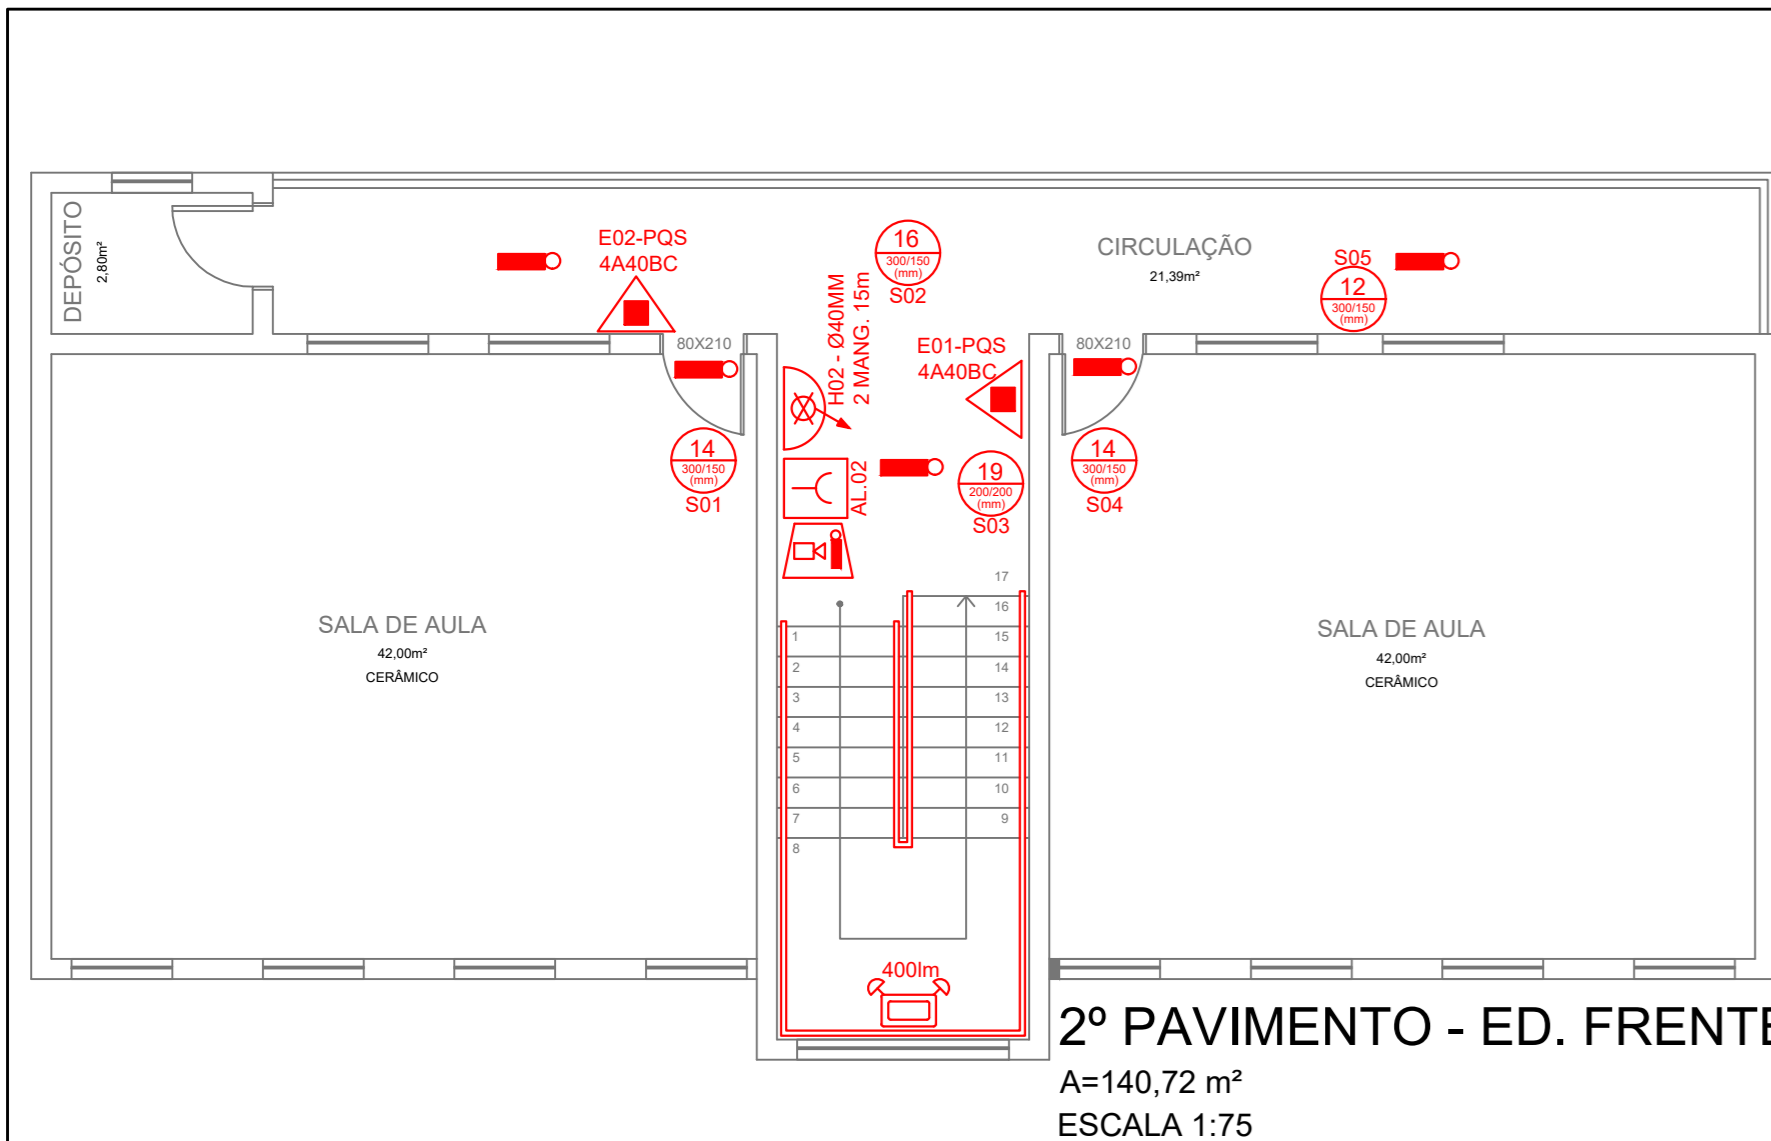 DEPÓSITO
2,80m²
E02-PQS
4A40BC
16
300/150
(mm)
S02
CIRCULAÇÃO
21,39m²
S05
12
300/150
(mm)
H02 - Ø40MM
2 MANG. 15m
80X210
E01-PQS
4A40BC
80X210
14
300/150
(mm)
S01
AL.02
19
200/200
(mm)
S03
14
300/150
(mm)
S04
SALA DE AULA
42,00m²
CERÂMICO
17
16
1
15
2
14
3
13
4
12
5
11
6
10
7
9
8
SALA DE AULA
42,00m²
CERÂMICO
400lm
2º PAVIMENTO - ED. FRENTE
A=140,72 m²
ESCALA 1:75